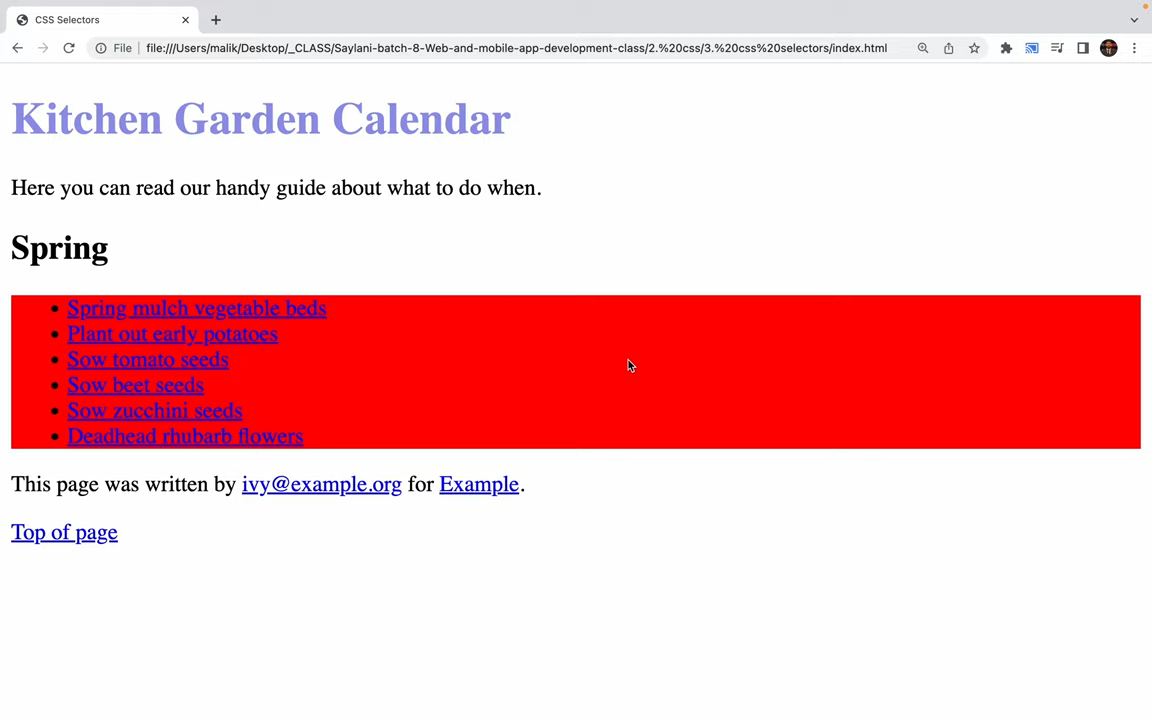 CSS Selectors
File file:///Users/malik/Desktop/_CLASS/Saylani-batch-8-Web-and-mobile-app-development-class/2.%20css/3.%20css%20selectors/index.html
Kitchen Garden Calendar
Here you can read our handy guide about what to do when.
Spring
Spring mulch vegetable beds
Plant out early potatoes
Sow tomato seeds
Sow beet seeds
Sow zucchini seeds
Deadhead rhubarb flowers
This page was written by ivy@example.org for Example.
Top of page